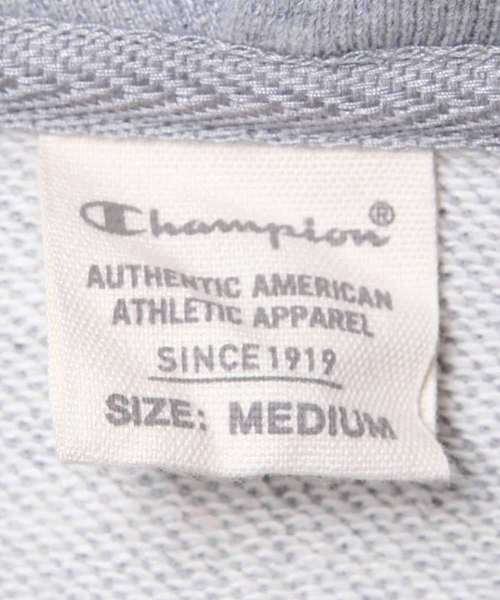 Champion®
AUTHENTIC AMERICAN
ATHLETIC APPAREL
SINCE 1919
SIZE: MEDIUM